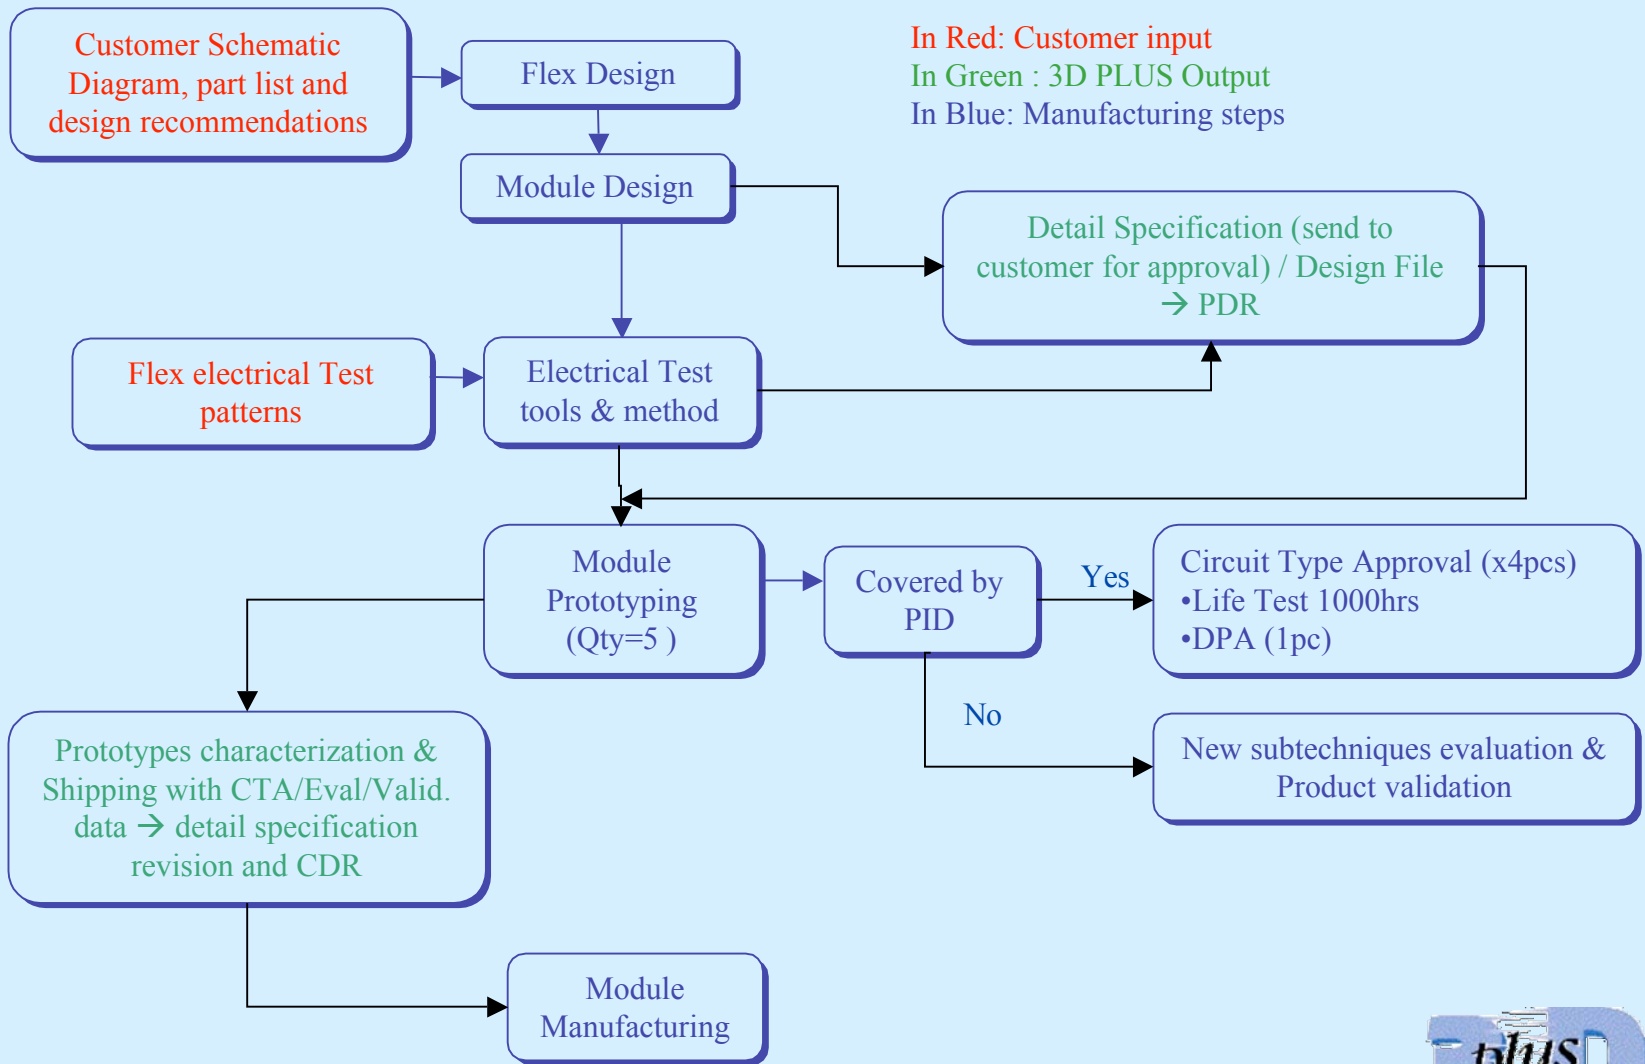 Customer Schematic
Diagram, part list and
design recommendations
Flex Design
In Red: Customer input
In Green : 3D PLUS Output
In Blue: Manufacturing steps
Module Design
Detail Specification (send to
customer for approval) / Design File
→ PDR
Flex electrical Test
patterns
Electrical Test
tools & method
Module
Prototyping
(Qty=5 )
Covered by
PID
Yes
Circuit Type Approval (x4pcs)
•Life Test 1000hrs
•DPA (1pc)
No
New subtechniques evaluation &
Product validation
Prototypes characterization &
Shipping with CTA/Eval/Valid.
data → detail specification
revision and CDR
Module
Manufacturing
plus